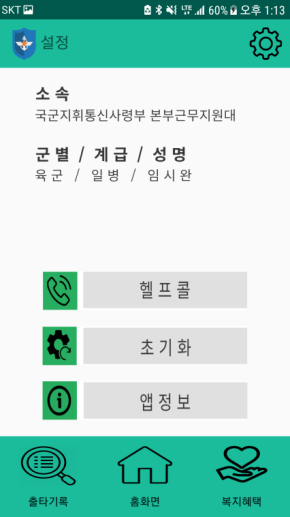 SKT LTE 60% 오후 1:13
설정
소 속
국군지휘통신사령부 본부근무지원대
군 별 / 계 급 / 성 명
육 군 / 일 병 / 임 시 완
헬 프 콜
초 기 화
앱 정 보
출타기록 홈화면 복지혜택